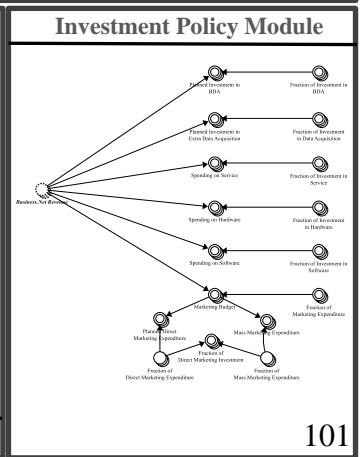 Investment Policy Module
Planned Investment in
BDA
Fraction of Investment in
BDA
Planned Investment in
Extra Data Acquisition
Fraction of Investment
in Data Acquisition
Spending on Service
Fraction of Investment in
Service
Business.Net Revenue
Spending on Hardware
Fraction of Investment
in Hardware
Spending on Software
Fraction of Investment in
Software
Marketing Budget
Fraction of
Marketing Expenditure
Planned Direct
Marketing Expenditure
Mass Marketing Expenditure
Fraction of
Direct Marketing Investment
Fraction of
Direct Marketing Expenditure
Fraction of
Mass Marketing Expenditure
101